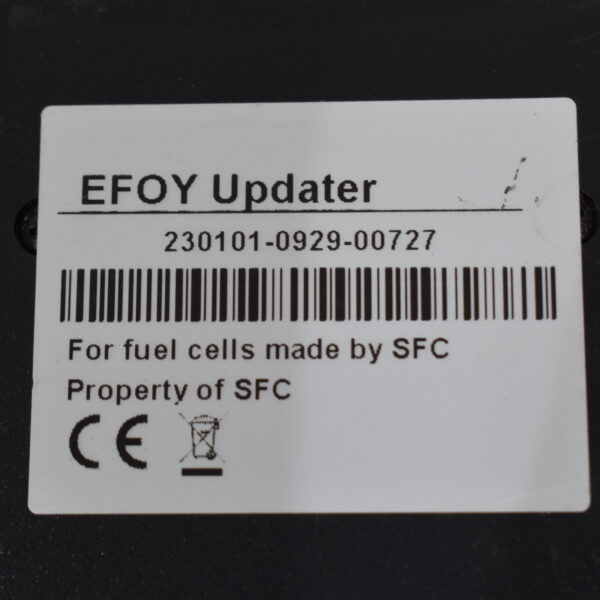 EFOY Updater
230101-0929-00727
For fuel cells made by SFC
Property of SFC
CE